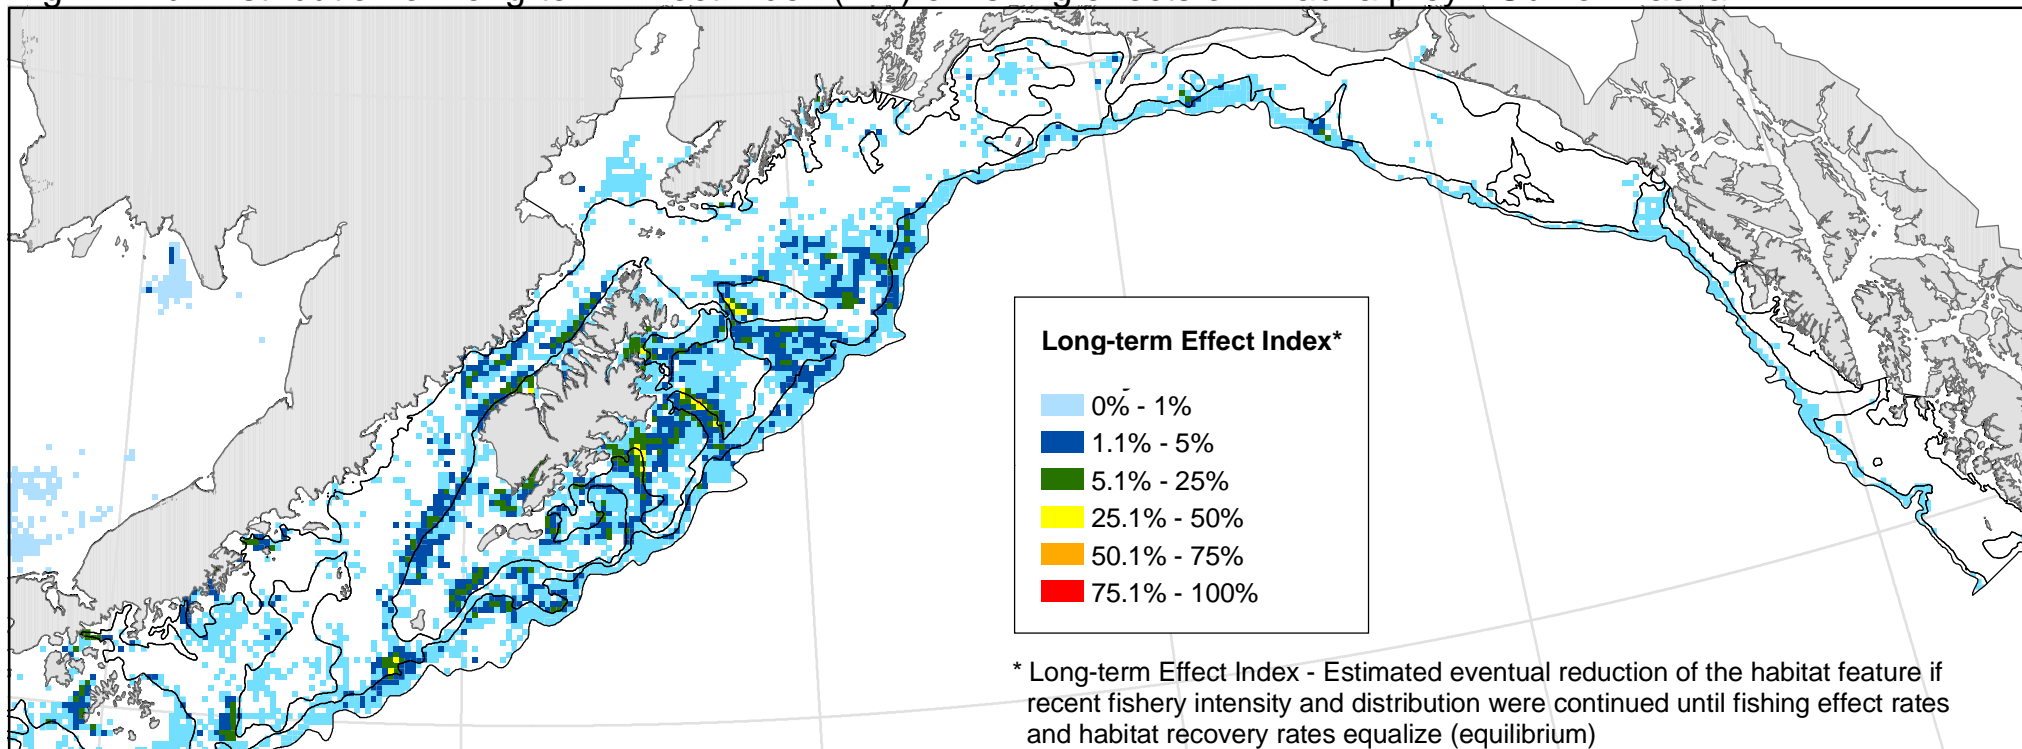 Long-term Effect Index*
0% - 1%
1.1% - 5%
5.1% - 25%
25.1% - 50%
50.1% - 75%
75.1% - 100%
* Long-term Effect Index - Estimated eventual reduction of the habitat feature if
recent fishery intensity and distribution were continued until fishing effect rates
and habitat recovery rates equalize (equilibrium)